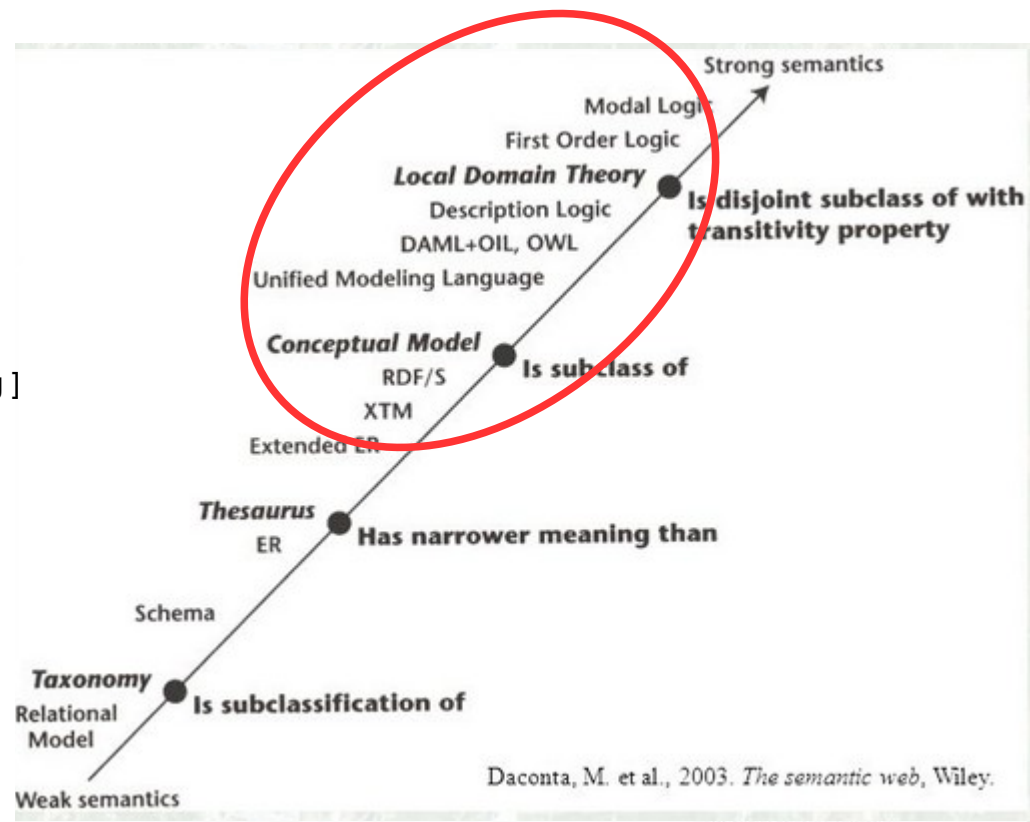 Strong semantics
Modal Logic
First Order Logic
Local Domain Theory
Is disjoint subclass of with
transitivity property
Description Logic
DAML+OIL, OWL
Unified Modeling Language
Conceptual Model
Is subclass of
RDF/S
]
XTM
Extended ER
Thesaurus
Has narrower meaning than
ER
Schema
Taxonomy
Is subclassification of
Relational
Model
Daconta, M. et al., 2003. The semantic web, Wiley.
Weak semantics